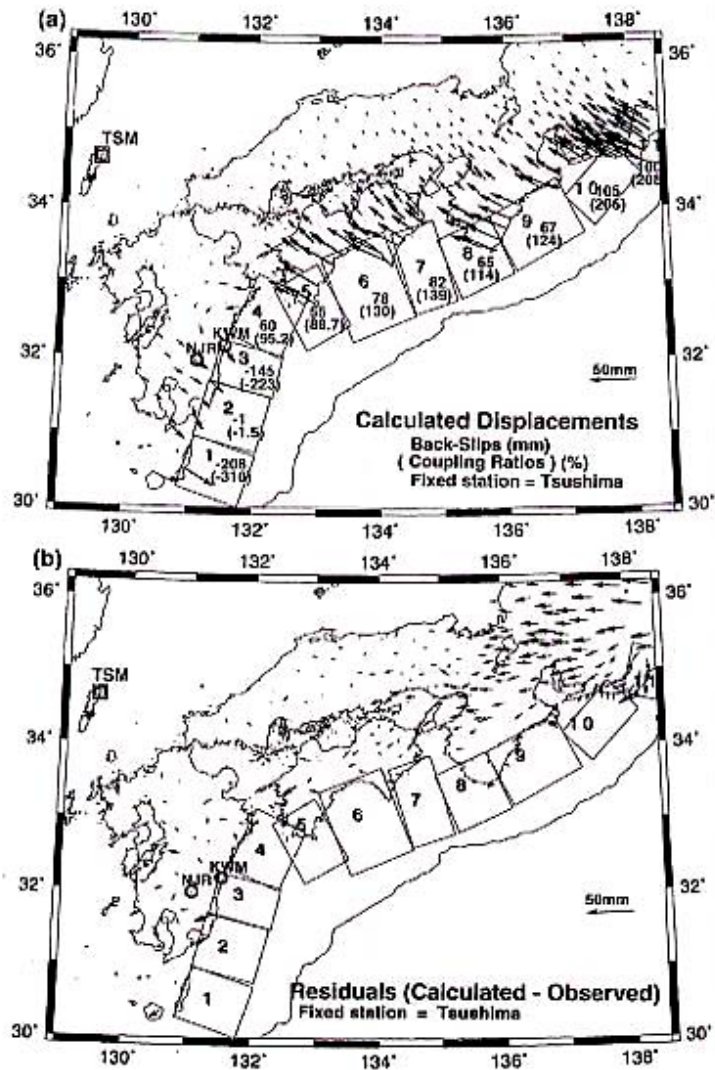 (a)
130˚ 132˚ 134˚ 136˚ 138˚
36˚ 36˚
TSM
34˚ 34˚
10
105
(206)
9
67
(124)
8
65
(114)
7
82
(139)
6
78
(130)
5
(88.7)
4
60
(95.2)
KWM
NJR
32˚ 32˚
3
-145
(-223)
50mm
2
-1
(-1.5)
Calculated Displacements
Back-Slips (mm)
( Coupling Ratios ) (%)
Fixed station = Tsushima
1
-208
(-310)
30˚ 30˚
130˚ 132˚ 134˚ 136˚ 138˚
(b)
130˚ 132˚ 134˚ 136˚ 138˚
36˚ 36˚
TSM
34˚ 34˚
10
9
8
7
6
5
4
KWM
NJR
32˚ 32˚
3
50mm
2
1
Residuals (Calculated - Observed)
Fixed station = Tsushima
30˚ 30˚
130˚ 132˚ 134˚ 136˚ 138˚